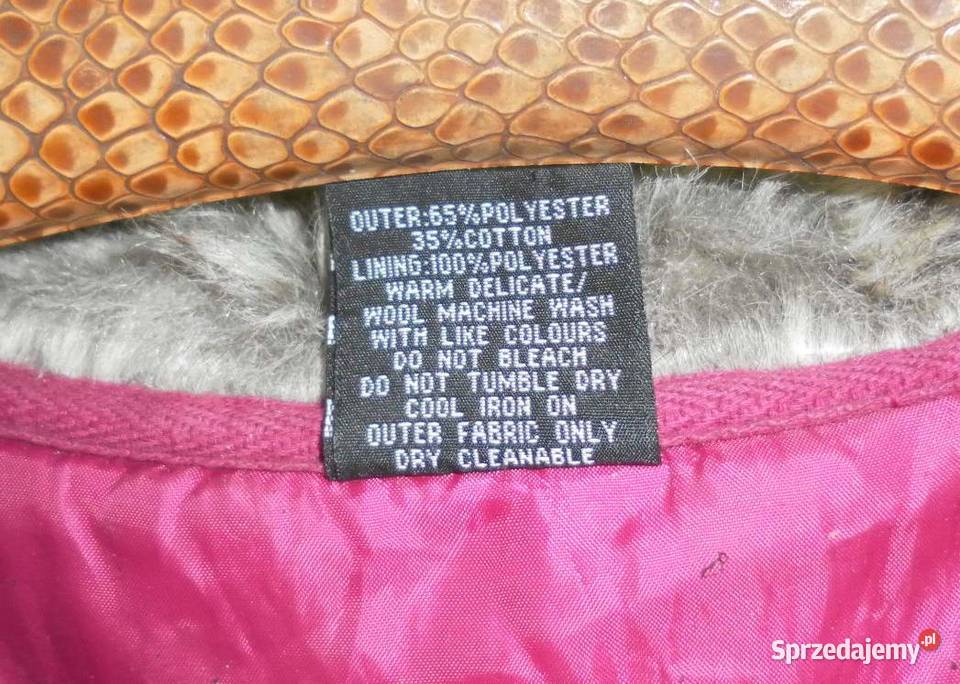 OUTER:65%POLYESTER
35%COTTON
LINING:100%POLYESTER
WARM DELICATE/
WOOL MACHINE WASH
WITH LIKE COLOURS
DO NOT BLEACH
DO NOT TUMBLE DRY
COOL IRON ON
OUTER FABRIC ONLY
DRY CLEANABLE
Sprzedajemy.pl